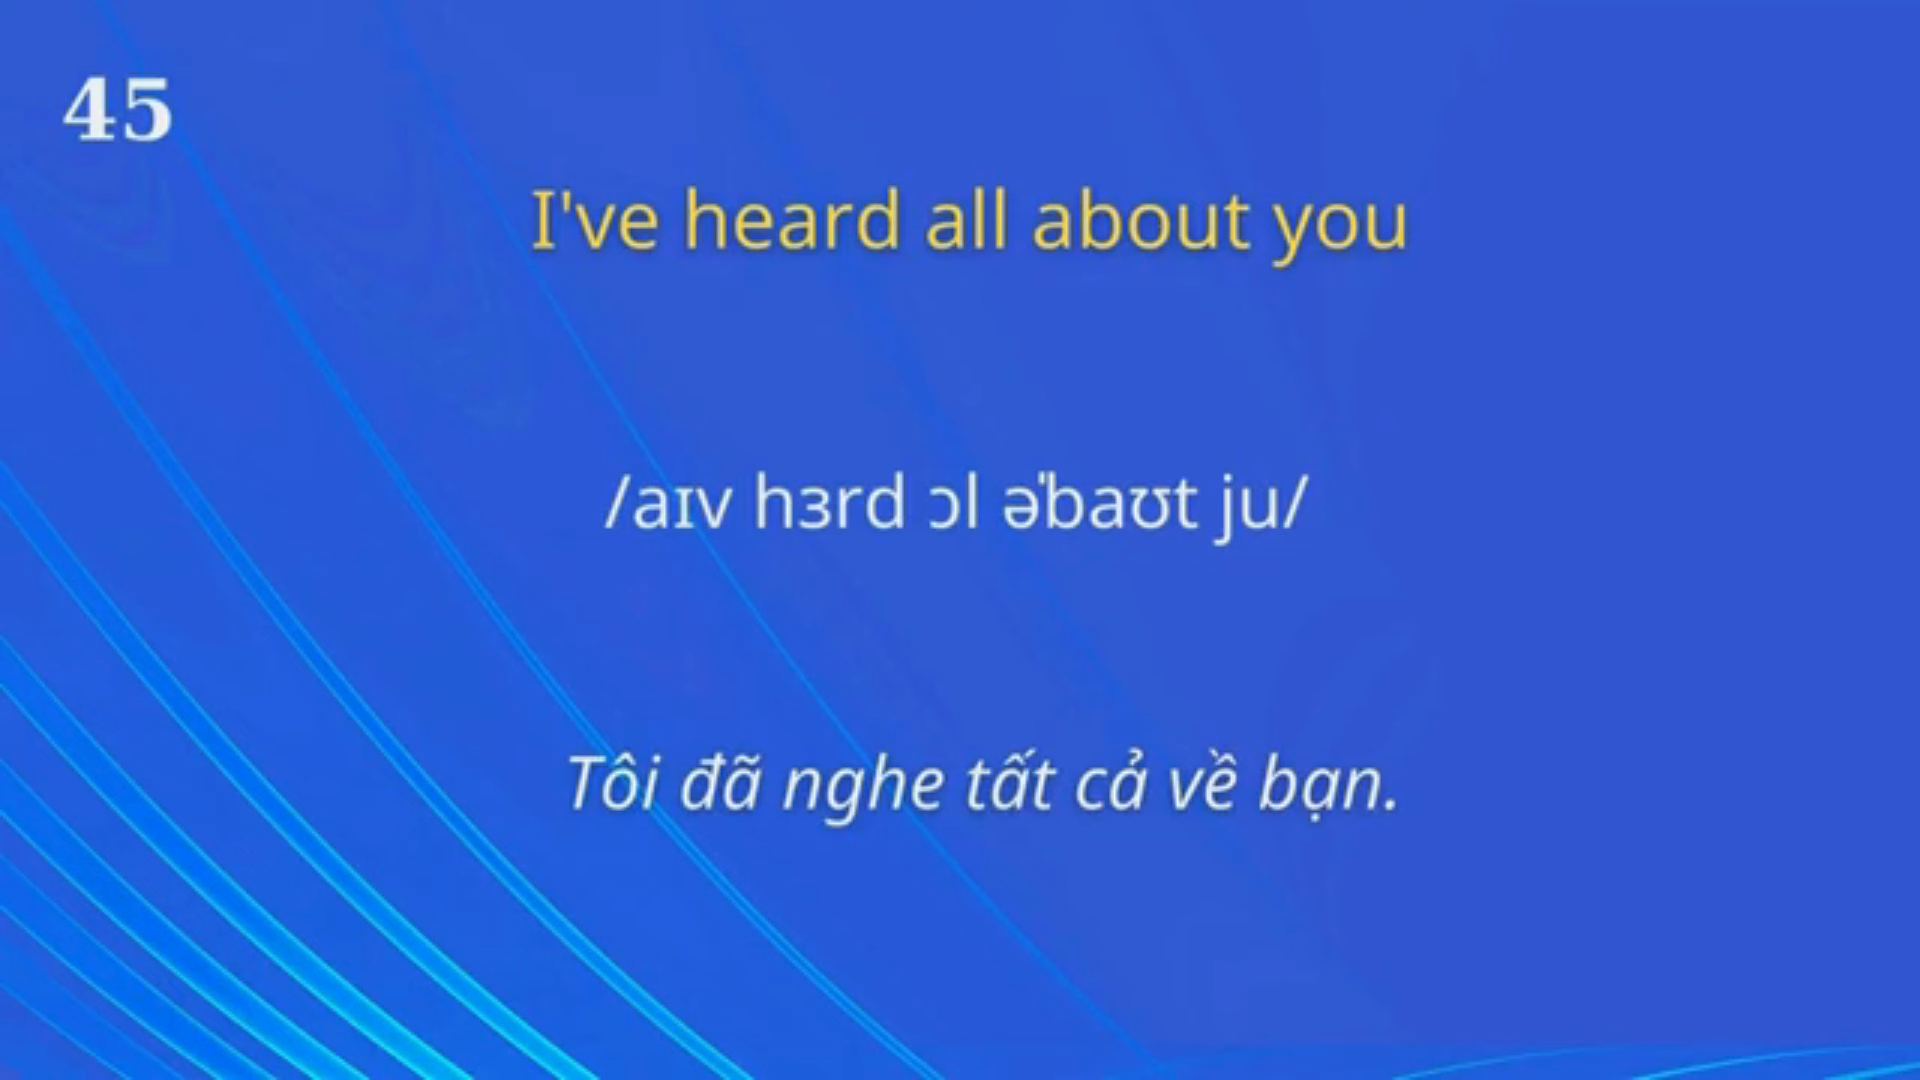 45
I've heard all about you
/aɪv hɜrd ɔl əˈbaʊt ju/
Tôi đã nghe tất cả về bạn.